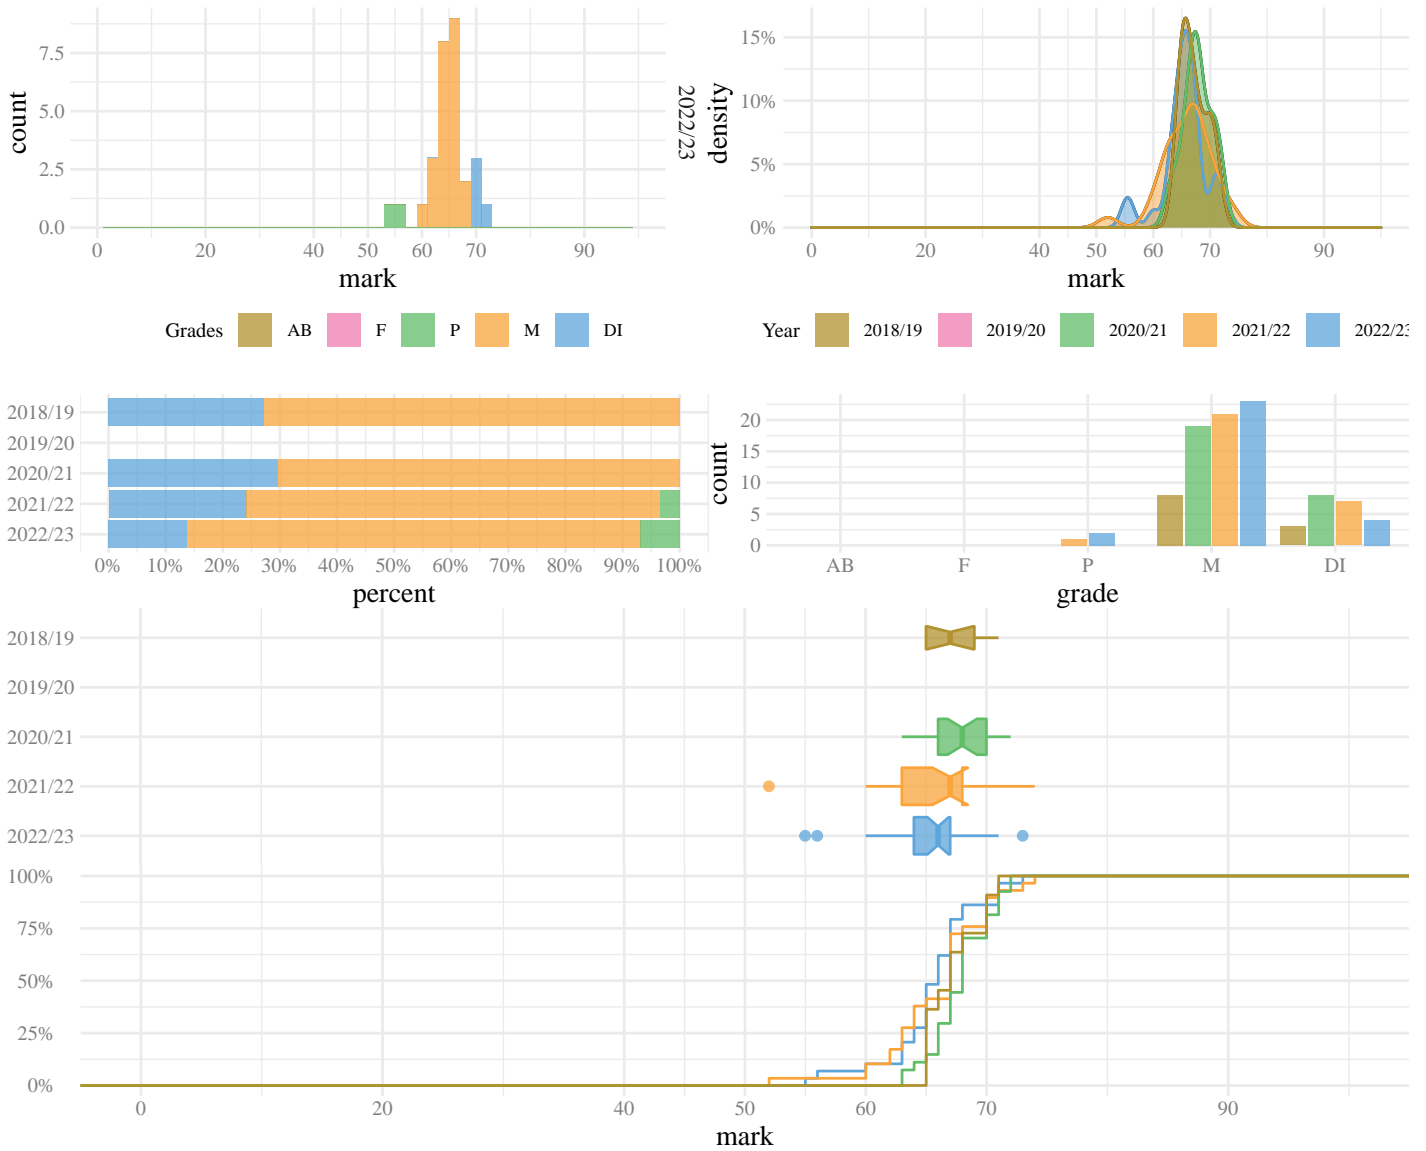 7.5
5.0
2.5
0.0
count
0 20 40 50 60 70 90
mark
2022/23
15%
10%
5%
0%
density
0 20 40 50 60 70 90
mark
Grades AB F P M DI
Year 2018/19 2019/20 2020/21 2021/22 2022/23
2018/19
2019/20
2020/21
2021/22
2022/23
0% 10% 20% 30% 40% 50% 60% 70% 80% 90% 100%
percent
20
15
10
5
0
count
AB F P M DI
grade
2018/19
2019/20
2020/21
2021/22
2022/23
100%
75%
50%
25%
0%
0 20 40 50 60 70 90
mark